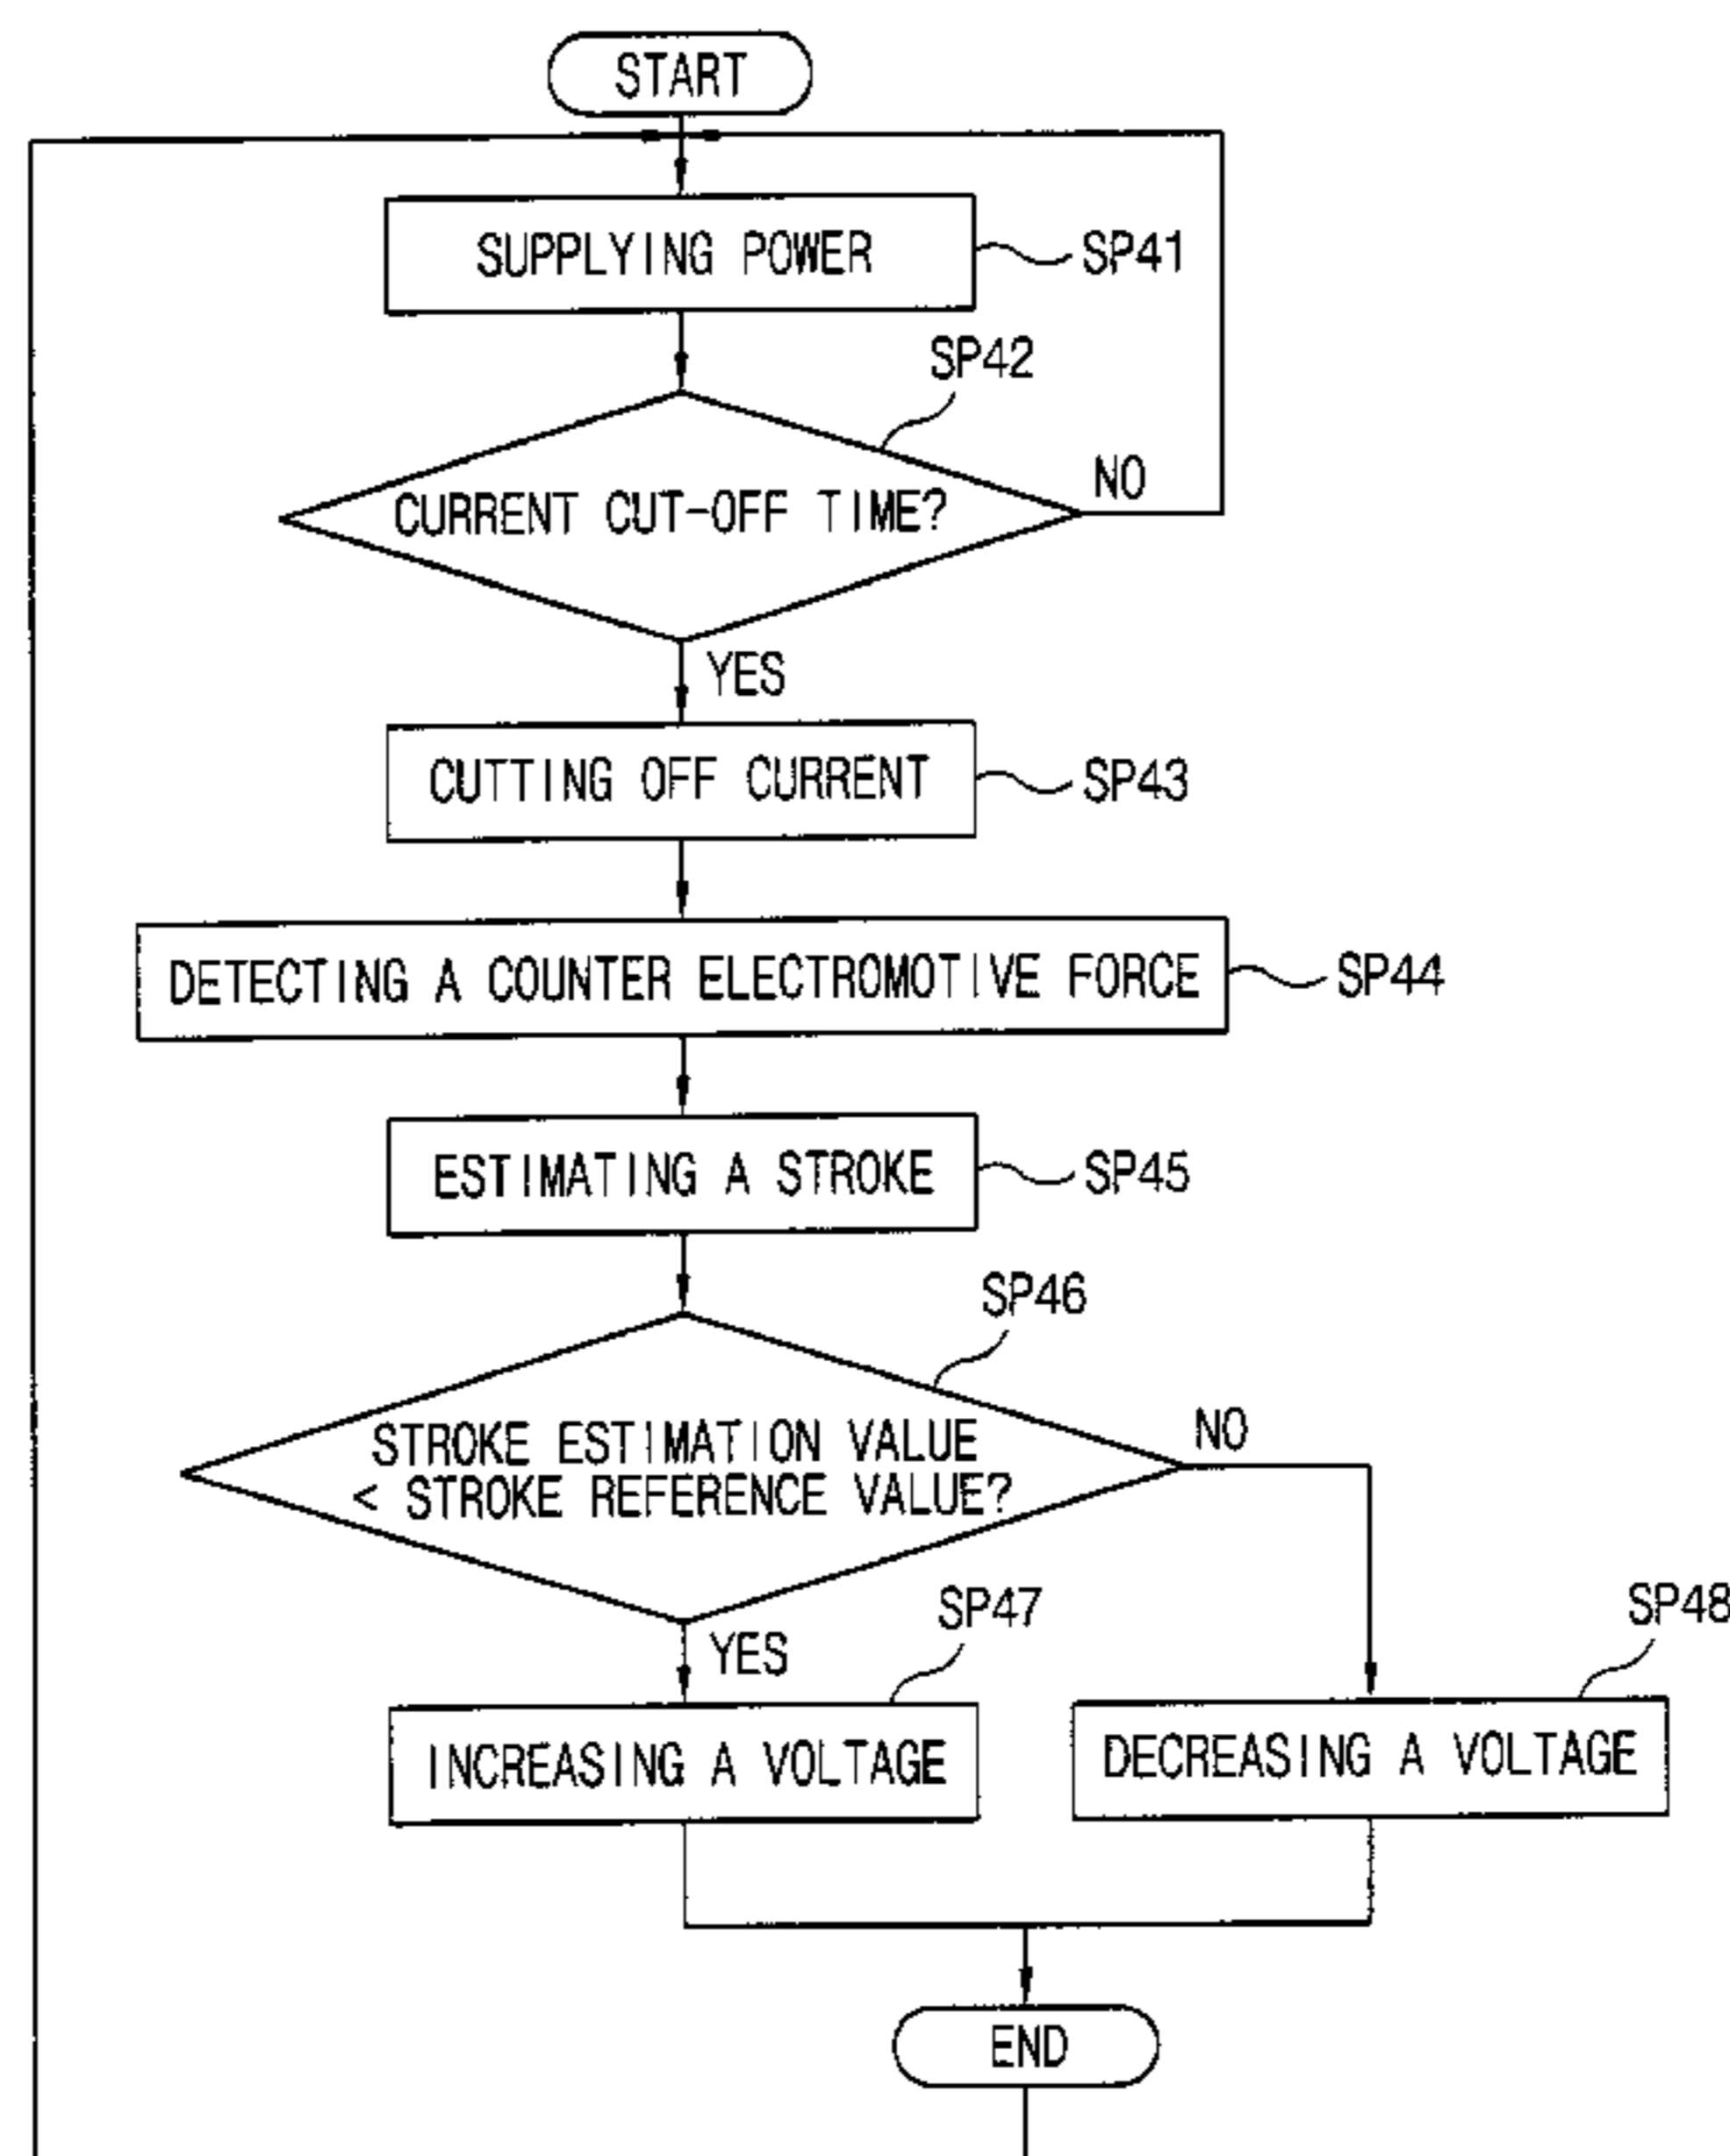 START
SUPPLYING POWER
SP41
SP42
CURRENT CUT-OFF TIME?
NO
YES
CUTTING OFF CURRENT
SP43
DETECTING A COUNTER ELECTROMOTIVE FORCE
SP44
ESTIMATING A STROKE
SP45
SP46
STROKE ESTIMATION VALUE
< STROKE REFERENCE VALUE?
NO
YES
SP47
SP48
INCREASING A VOLTAGE
DECREASING A VOLTAGE
END